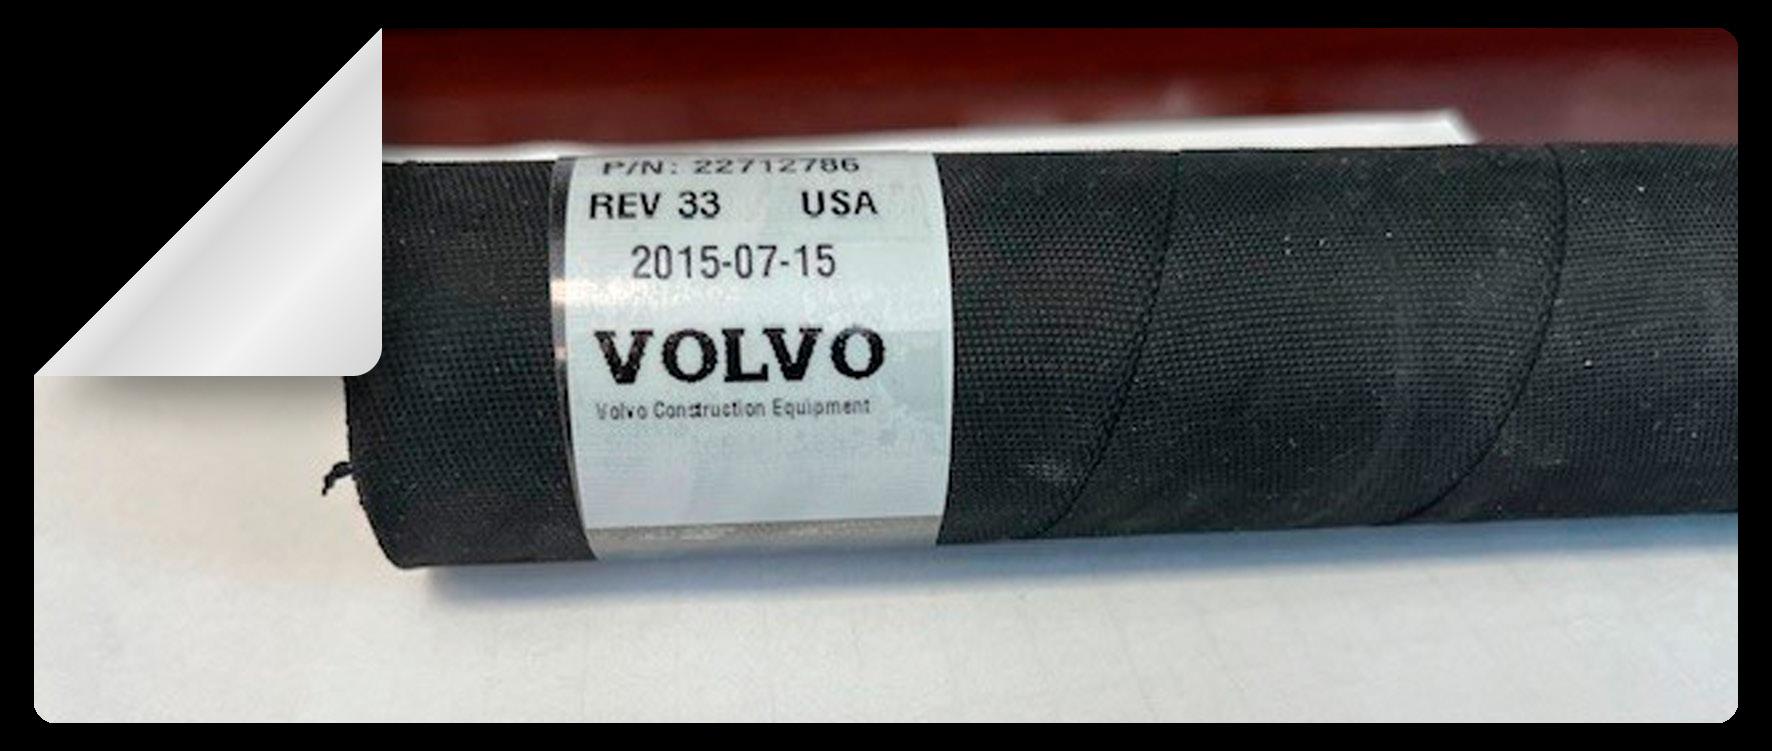 P/N: 22712786
REV 33 USA
2015-07-15
VOLVO
Volvo Construction Equipment